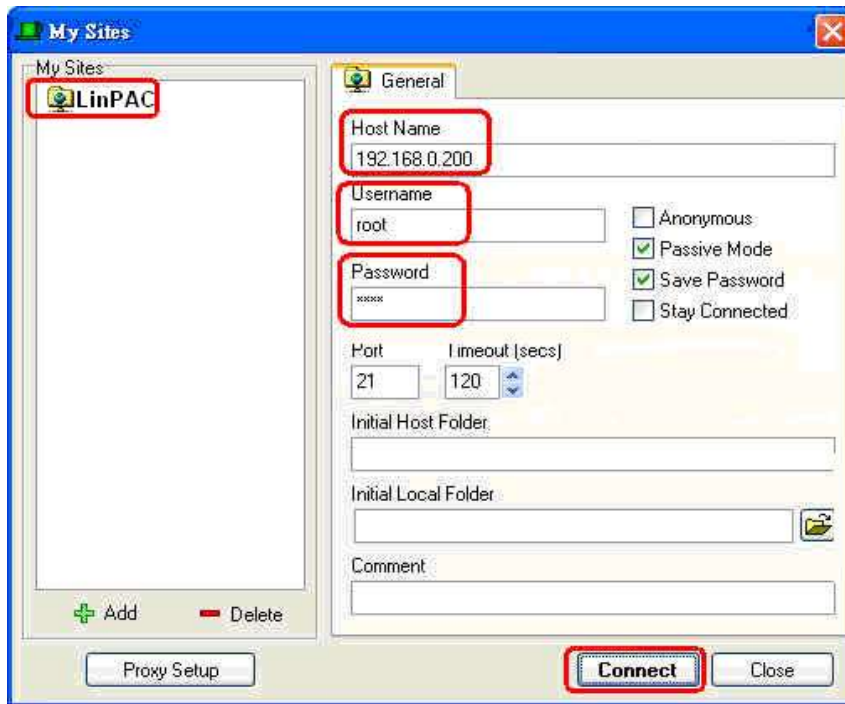 My Sites
My Sites
LinPAC
General
Host Name
192.168.0.200
Username
root
Anonymous
Passive Mode
Password
Save Password
****
Stay Connected
Port Timeout (secs)
21 120
Initial Host Folder
Initial Local Folder
Comment
Add Delete
Proxy Setup Connect Close